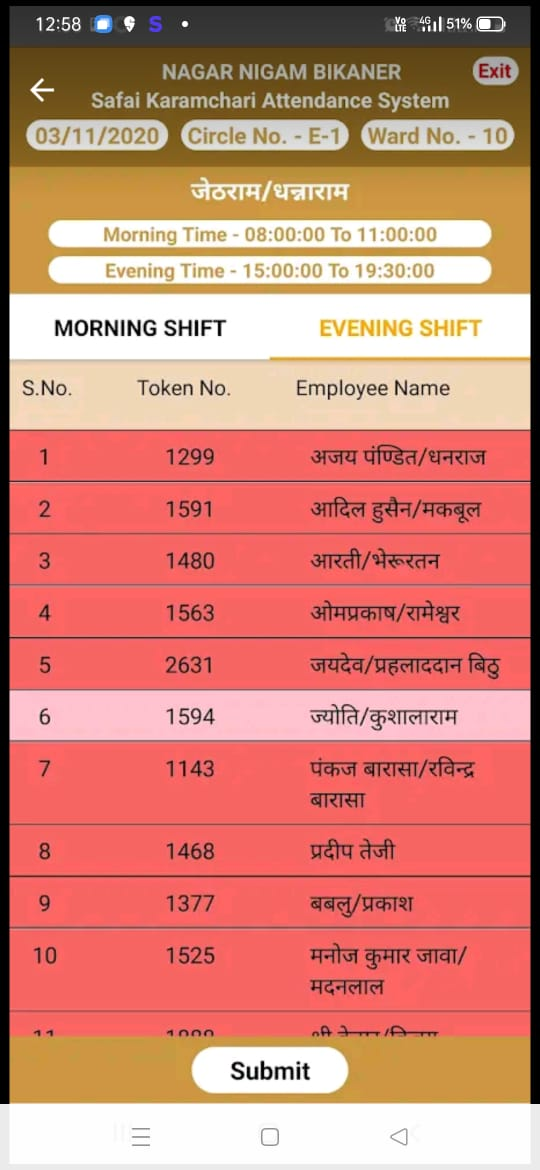 12:58 S • Vo LTE 4G 51%
NAGAR NIGAM BIKANER Exit
Safai Karamchari Attendance System
03/11/2020 Circle No. - E-1 Ward No. - 10
जेठराम/धन्नाराम
Morning Time - 08:00:00 To 11:00:00
Evening Time - 15:00:00 To 19:30:00
MORNING SHIFT EVENING SHIFT
S.No. Token No. Employee Name
1 1299 अजय पंण्डित/धनराज
2 1591 आदिल हुसैन/मकबूल
3 1480 आरती/भेरूरतन
4 1563 ओमप्रकाष/रामेश्वर
5 2631 जयदेव/प्रहलाददान बिठु
6 1594 ज्योति/कुशालाराम
7 1143 पंकज बारासा/रविन्द्र
बारासा
8 1468 प्रदीप तेजी
9 1377 बबलु/प्रकाश
10 1525 मनोज कुमार जावा/
मदनलाल
11
Submit